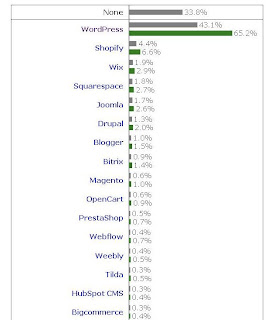 None 33.8%
WordPress 43.1%
65.2%
Shopify 4.4%
6.6%
Wix 1.9%
2.9%
Squarespace 1.8%
2.7%
Joomla 1.7%
2.6%
Drupal 1.3%
2.0%
Blogger 1.0%
1.5%
Bitrix 0.9%
1.4%
Magento 0.6%
1.0%
OpenCart 0.6%
0.9%
PrestaShop 0.5%
0.7%
Webflow 0.4%
0.7%
Weebly 0.4%
0.5%
Tilda 0.3%
0.5%
HubSpot CMS 0.3%
0.4%
Bigcommerce 0.3%
0.4%